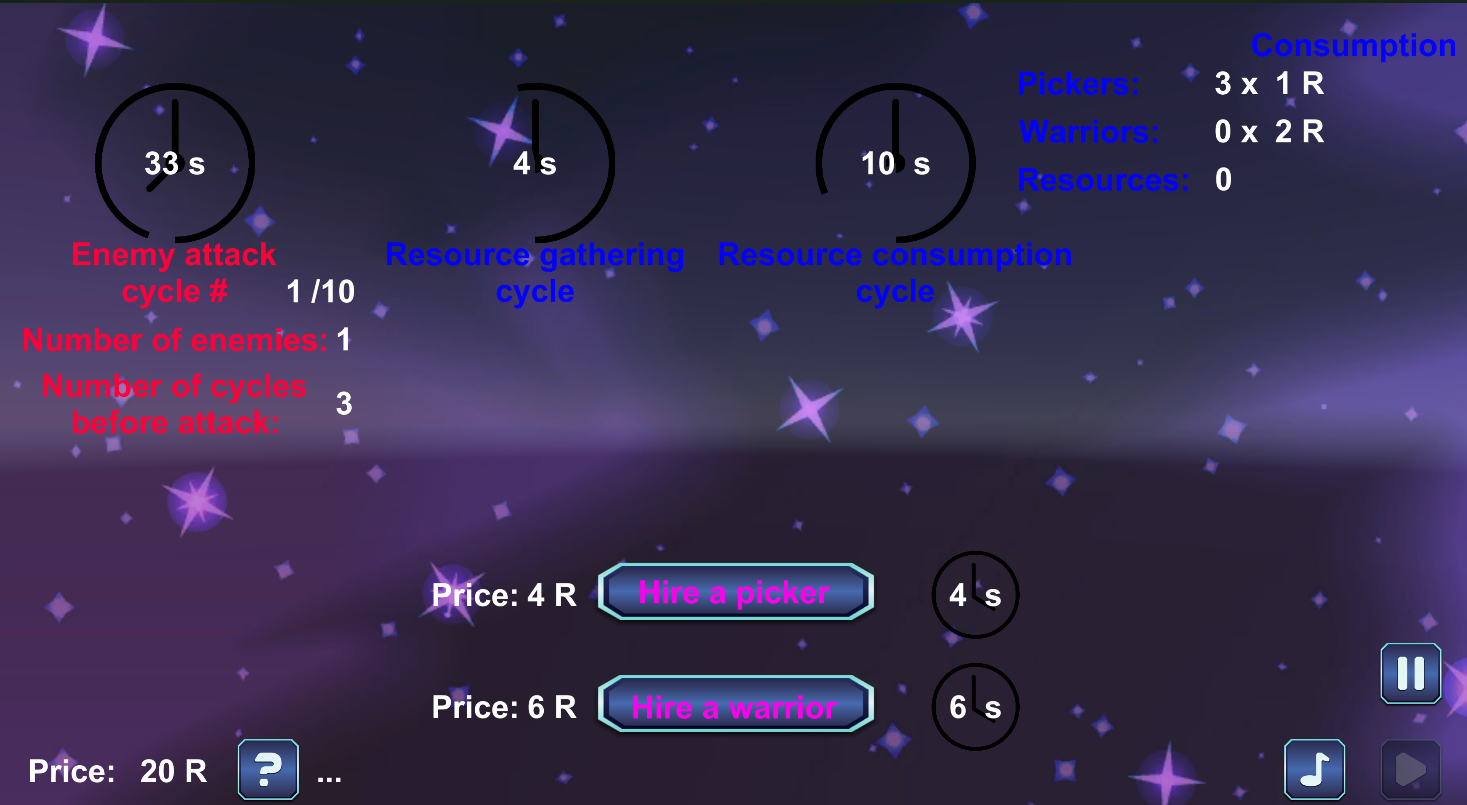 33 s
4 s
10 s
Consumption
Pickers: 3 x 1 R
Warriors: 0 x 2 R
Resources: 0
Enemy attack
cycle # 1 /10
Resource gathering
cycle
Resource consumption
cycle
Number of enemies: 1
Number of cycles
before attack: 3
Price: 4 R Hire a picker 4 s
Price: 6 R Hire a warrior 6 s
Price: 20 R ? ...